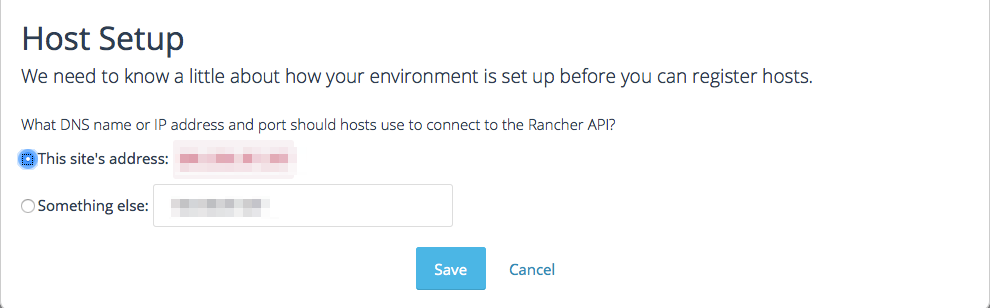 Host Setup
We need to know a little about how your environment is set up before you can register hosts.
What DNS name or IP address and port should hosts use to connect to the Rancher API?
This site's address:
Something else:
Save Cancel